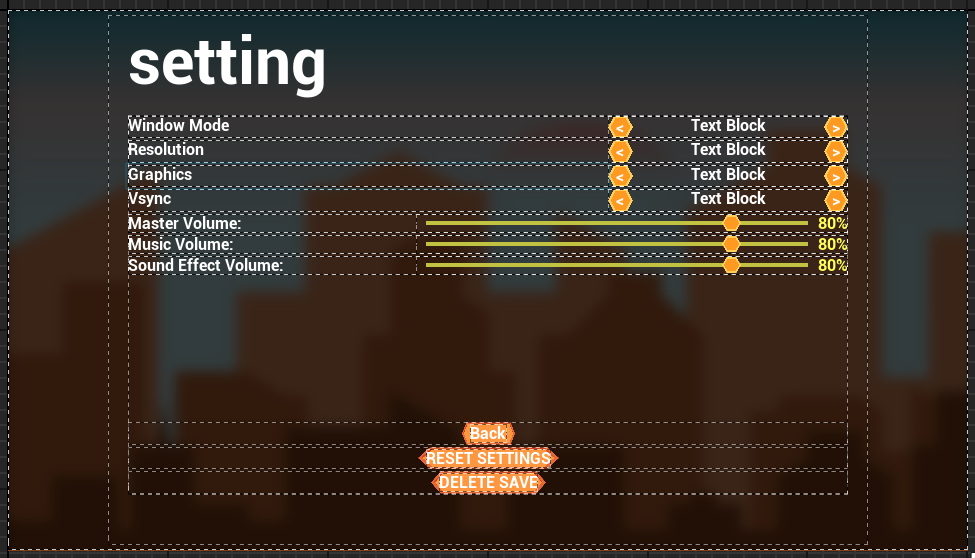 setting
Window Mode < Text Block >
Resolution < Text Block >
Graphics < Text Block >
Vsync < Text Block >
Master Volume: 80%
Music Volume: 80%
Sound Effect Volume: 80%
Back
RESET SETTINGS
DELETE SAVE